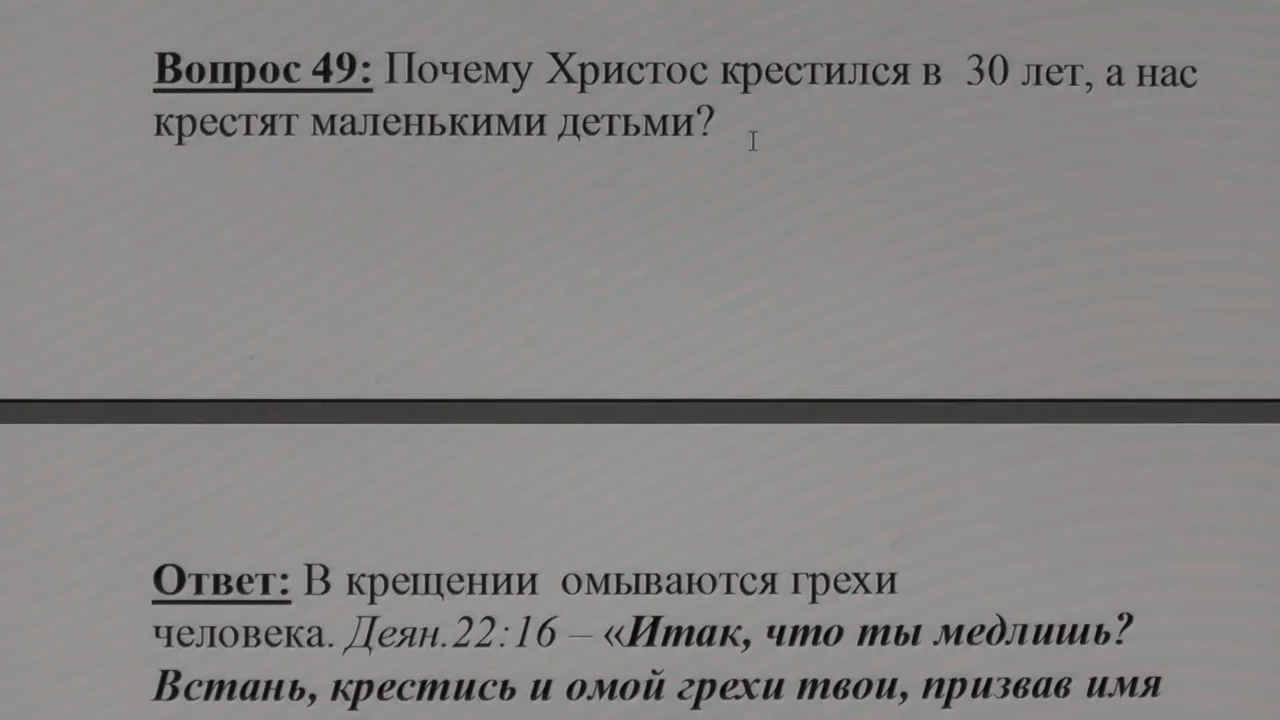 Вопрос 49: Почему Христос крестился в 30 лет, а нас
крестят маленькими детьми?
Ответ: В крещении омываются грехи
человека. Деян.22:16 – «Итак, что ты медлишь?
Встань, крестись и омой грехи твои, призвав имя